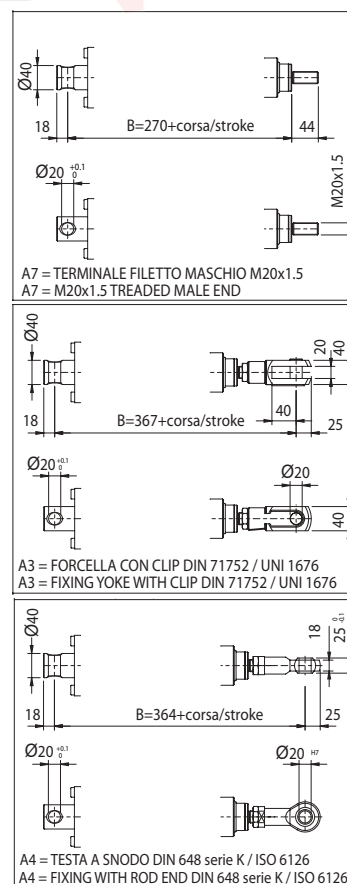 Ø40
18
B=270+corsa/stroke
44
Ø20 +0.1 0
M20x1.5
A7 = TERMINALE FILETTO MASCHIO M20x1.5
A7 = M20x1.5 TREADED MALE END
Ø40
20
40
40
18
B=367+corsa/stroke
25
Ø20 +0.1 0
Ø20
40
A3 = FORCELLA CON CLIP DIN 71752 / UNI 1676
A3 = FIXING YOKE WITH CLIP DIN 71752 / UNI 1676
Ø40
18
25 0 -0.1
18
B=364+corsa/stroke
25
Ø20 +0.1 0
Ø20 H7
A4 = TESTA A SNODO DIN 648 serie K / ISO 6126
A4 = FIXING WITH ROD END DIN 648 serie K / ISO 6126